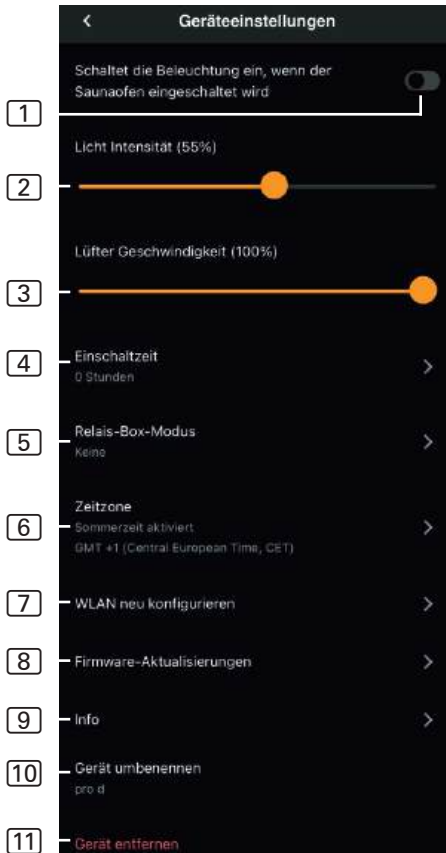 Geräteeinstellungen
Schaltet die Beleuchtung ein, wenn der
Saunaofen eingeschaltet wird
1
Licht Intensität (55%)
2
Lüfter Geschwindigkeit (100%)
3
4
Einschaltzeit
0 Stunden
5
Relais-Box-Modus
Keine
Zeitzone
6
Sommerzeit aktiviert
GMT +1 (Central European Time, CET)
7
WLAN neu konfigurieren
8
Firmware-Aktualisierungen
9
Info
10
Gerät umbenennen
pro d
11
Gerät entfernen